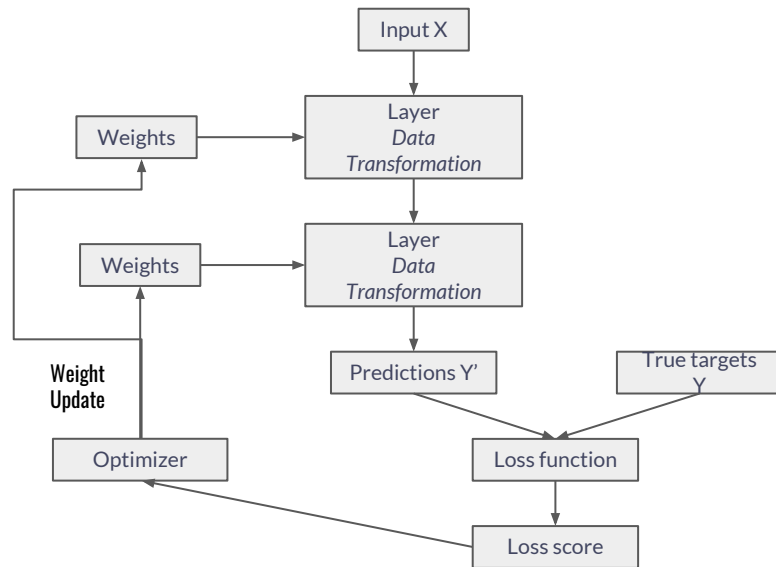 Input X
Layer
Data
Transformation
Weights
Layer
Data
Transformation
Weights
Predictions Y'
True targets
Y
Weight
Update
Optimizer
Loss function
Loss score